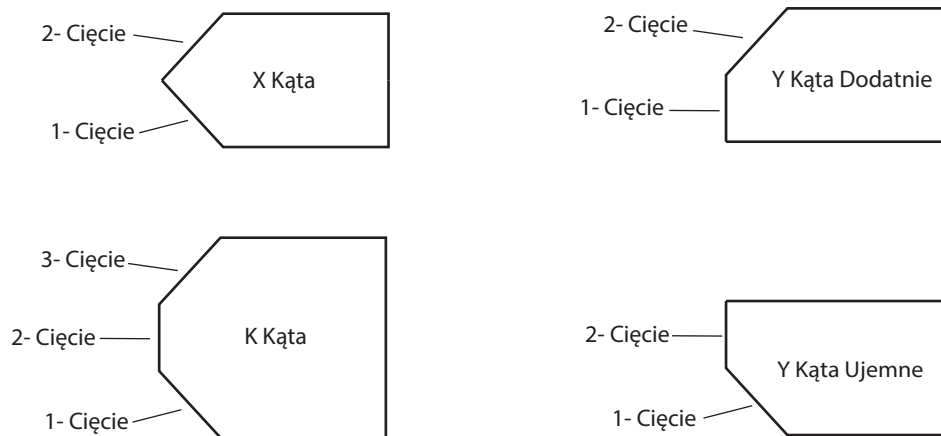 2- Cięcie
X Kąta
1- Cięcie
2- Cięcie
Y Kąta Dodatnie
1- Cięcie
3- Cięcie
2- Cięcie
K Kąta
1- Cięcie
2- Cięcie
Y Kąta Ujemne
1- Cięcie